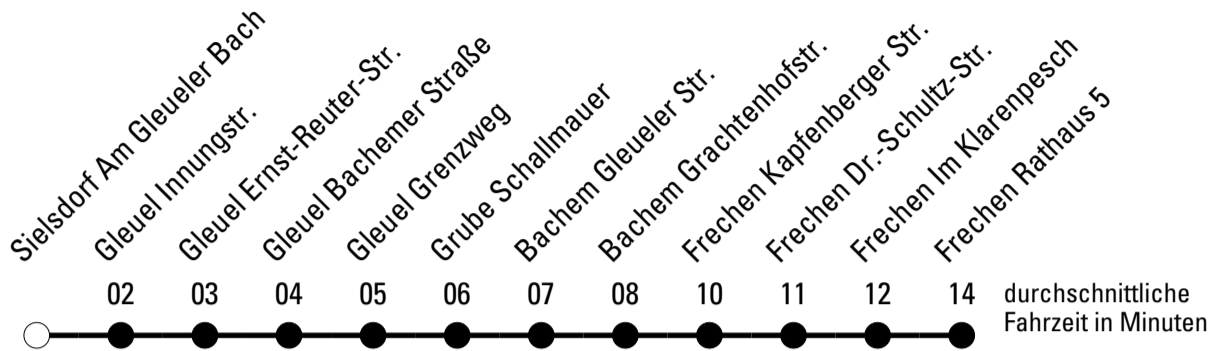 Sielsdorf Am Gleueler Bach
Gleuel Innungstr.
Gleuel Ernst-Reuter-Str.
Gleuel Bachemer Straße
Gleuel Grenzweg
Grube Schallmauer
Bachem Gleueler Str.
Bachem Grachtenhofstr.
Frechen Kapfenberger Str.
Frechen Dr.-Schultz-Str.
Frechen Im Klarenpesch
Frechen Rathaus 5
02 03 04 05 06 07 08 10 11 12 14 durchschnittliche
Fahrzeit in Minuten